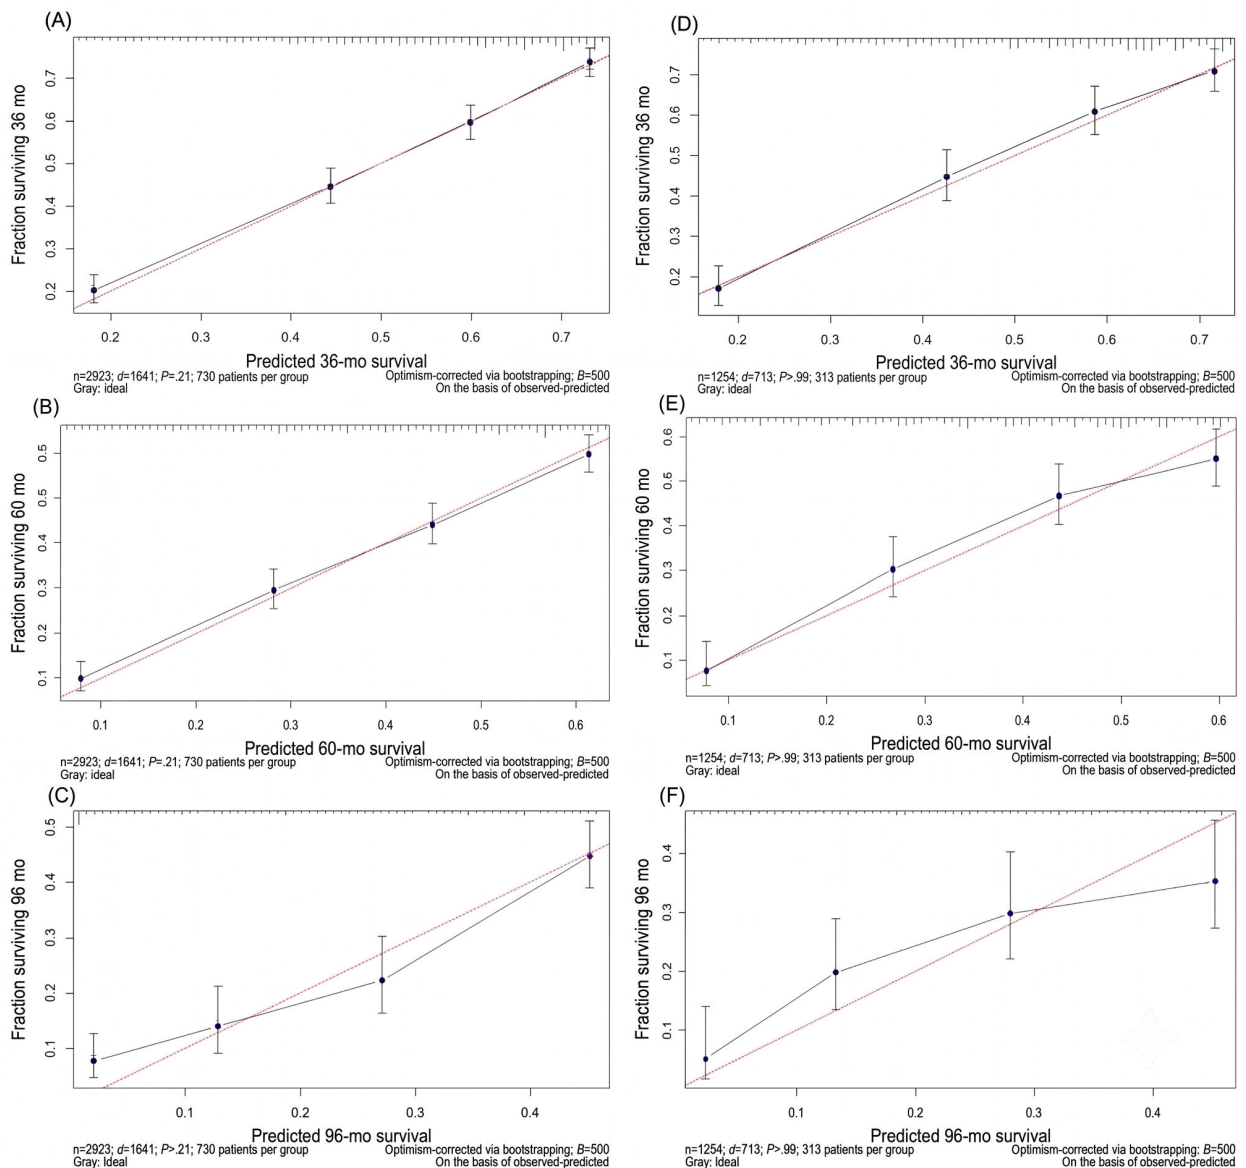 (A)
Fraction surviving 36 mo
0.7
0.6
0.5
0.4
0.3
0.2
0.2 0.3 0.4 0.5 0.6 0.7
Predicted 36-mo survival
n=2923; d=1641; P=.21; 730 patients per group Optimism-corrected via bootstrapping; B=500
Gray: ideal On the basis of observed-predicted
(D)
Fraction surviving 36 mo
0.7
0.6
0.5
0.4
0.3
0.2
0.2 0.3 0.4 0.5 0.6 0.7
Predicted 36-mo survival
n=1254; d=713; P>.99; 313 patients per group Optimism-corrected via bootstrapping; B=500
Gray: ideal On the basis of observed-predicted
(B)
Fraction surviving 60 mo
0.5
0.5
0.4
0.3
0.2
0.1
0.1 0.2 0.3 0.4 0.5 0.6
Predicted 60-mo survival
n=2923; d=1641; P=.21; 730 patients per group Optimism-corrected via bootstrapping; B=500
Gray: ideal On the basis of observed-predicted
(E)
Fraction surviving 60 mo
0.6
0.5
0.4
0.3
0.2
0.1
0.1 0.2 0.3 0.4 0.5 0.6
Predicted 60-mo survival
n=1254; d=713; P>.99; 313 patients per group Optimism-corrected via bootstrapping; B=500
Gray: ideal On the basis of observed-predicted
(C)
Fraction surviving 96 mo
0.5
0.4
0.3
0.2
0.1
0.1 0.2 0.3 0.4
Predicted 96-mo survival
n=2923; d=1641; P>.21; 730 patients per group Optimism-corrected via bootstrapping; B=500
Gray: Ideal On the basis of observed-predicted
(F)
Fraction surviving 96 mo
0.4
0.3
0.2
0.1
0.1 0.2 0.3 0.4
Predicted 96-mo survival
n=1254; d=713; P>.99; 313 patients per group Optimism-corrected via bootstrapping; B=500
Gray: Ideal On the basis of observed-predicted